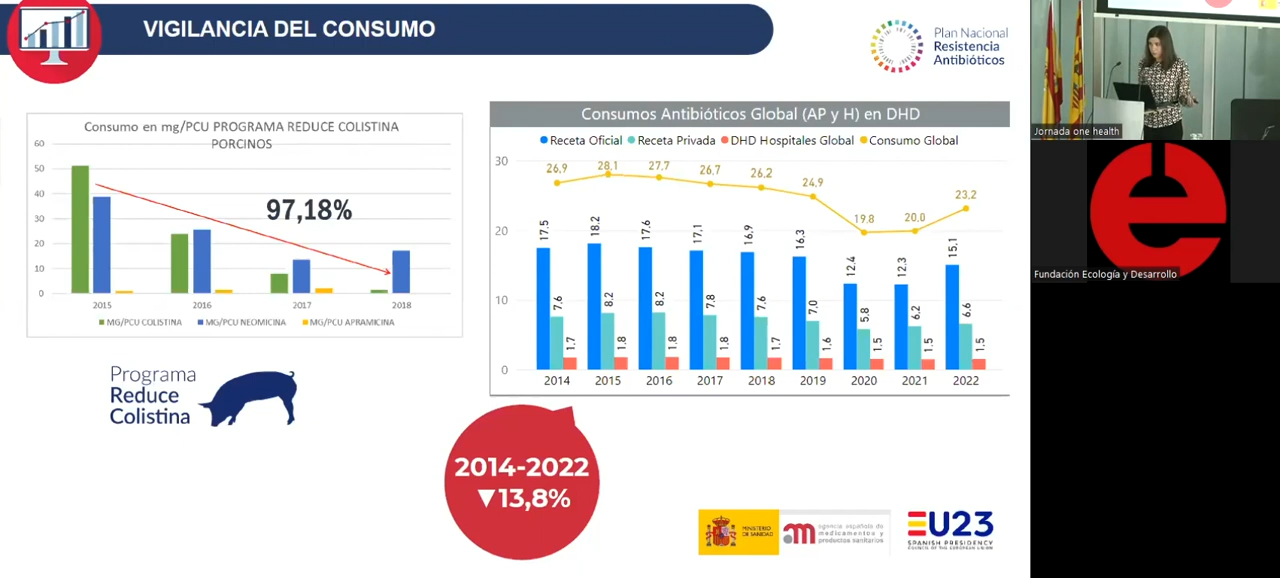 VIGILANCIA DEL CONSUMO
Plan Nacional
Resistencia
Antibióticos
Consumo en mg/PCU PROGRAMA REDUCE COLISTINA
PORCINOS
60
50
40
30
20
10
0
97,18%
2015
2016
2017
2018
MG/PCU COLISTINA
MG/PCU NEOMICINA
MG/PCU APRAMICINA
Programa
Reduce
Colistina
Consumos Antibióticos Global (AP y H) en DHD
Receta Oficial
Receta Privada
DHD Hospitales Global
Consumo Global
30
20
10
0
26,9
28,1
27,7
26,7
26,2
24,9
19,8
20,0
23,2
17,5
7,6
1,7
18,2
8,2
1,8
17,6
8,2
1,8
17,1
7,8
1,8
16,9
7,6
1,7
16,3
7,0
1,6
12,4
5,8
1,5
12,3
6,2
1,5
15,1
6,6
1,5
2014
2015
2016
2017
2018
2019
2020
2021
2022
2014-2022
▼13,8%
MINISTERIO
DE SANIDAD
agencia española de
medicamentos y
productos sanitarios
EU23
SPANISH PRESIDENCY
COUNCIL OF THE EUROPEAN UNION
Jornada one health
Fundación Ecología y Desarrollo